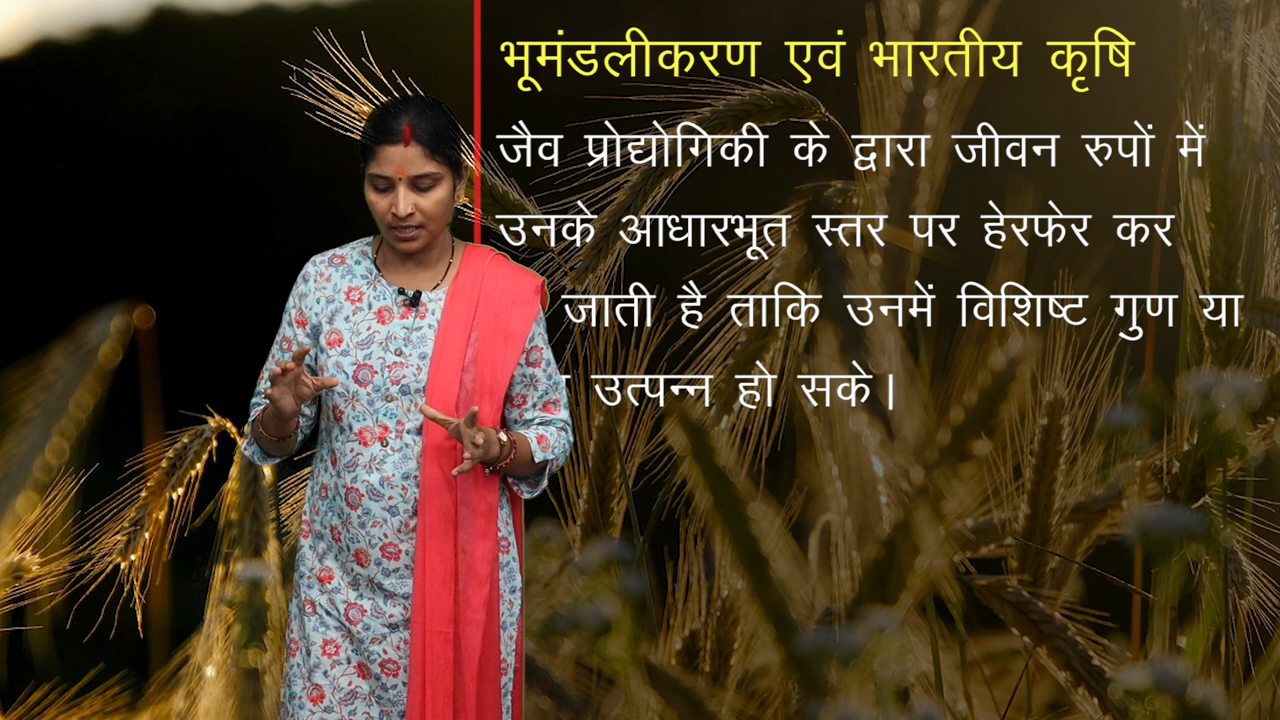 भूमंडलीकरण एवं भारतीय कृषि
जैव प्रोद्योगिकी के द्वारा जीवन रुपों में
उनके आधारभूत स्तर पर हेरफेर कर
जाती है ताकि उनमें विशिष्ट गुण या
उत्पन्न हो सके।